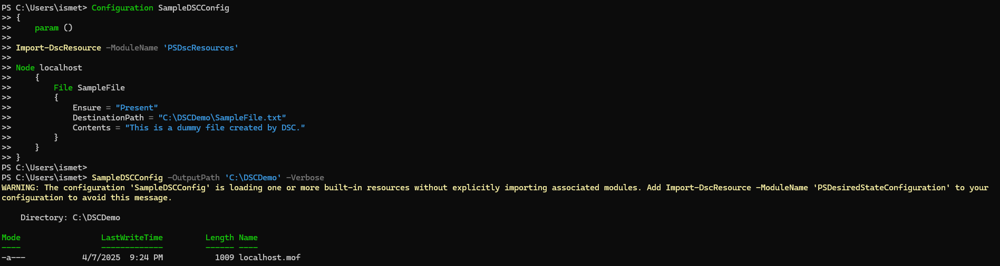 PS C:\Users\ismet> Configuration SampleDSCConfig
>> {
>>     param ()
>>
>> Import-DscResource -ModuleName 'PSDscResources'
>>
>> Node localhost
>>     {
>>         File SampleFile
>>         {
>>             Ensure = "Present"
>>             DestinationPath = "C:\DSCDemo\SampleFile.txt"
>>             Contents = "This is a dummy file created by DSC."
>>         }
>>     }
>> }
PS C:\Users\ismet>
PS C:\Users\ismet> SampleDSCConfig -OutputPath 'C:\DSCDemo' -Verbose
WARNING: The configuration 'SampleDSCConfig' is loading one or more built-in resources without explicitly importing associated modules. Add Import-DscResource -ModuleName 'PSDesiredStateConfiguration' to your
configuration to avoid this message.

    Directory: C:\DSCDemo

Mode                 LastWriteTime         Length Name
----                 -------------         ------ ----
-a---            4/7/2025  9:24 PM           1009 localhost.mof